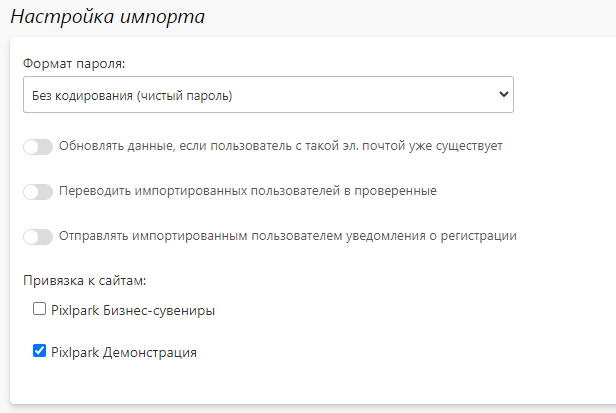 Настройка импорта
Формат пароля:
Без кодирования (чистый пароль)
Обновлять данные, если пользователь с такой эл. почтой уже существует
Переводить импортированных пользователей в проверенные
Отправлять импортированным пользователем уведомления о регистрации
Привязка к сайтам:
Pixlpark Бизнес-сувениры
Pixlpark Демонстрация